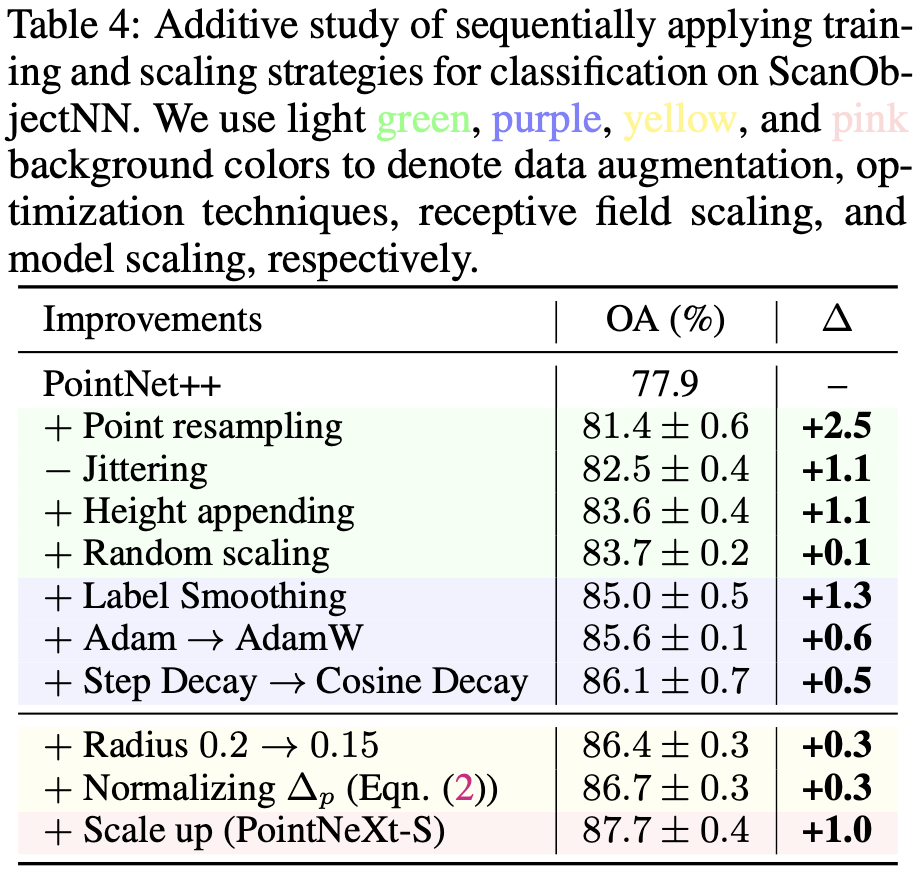 Table 4: Additive study of sequentially applying train-
ing and scaling strategies for classification on ScanOb-
jectNN. We use light green, purple, yellow, and pink
background colors to denote data augmentation, op-
timization techniques, receptive field scaling, and
model scaling, respectively.
Improvements OA (%) Δ
PointNet++ 77.9 –
+ Point resampling 81.4 ± 0.6 +2.5
− Jittering 82.5 ± 0.4 +1.1
+ Height appending 83.6 ± 0.4 +1.1
+ Random scaling 83.7 ± 0.2 +0.1
+ Label Smoothing 85.0 ± 0.5 +1.3
+ Adam → AdamW 85.6 ± 0.1 +0.6
+ Step Decay → Cosine Decay 86.1 ± 0.7 +0.5
+ Radius 0.2 → 0.15 86.4 ± 0.3 +0.3
+ Normalizing Δp (Eqn. (2)) 86.7 ± 0.3 +0.3
+ Scale up (PointNeXt-S) 87.7 ± 0.4 +1.0